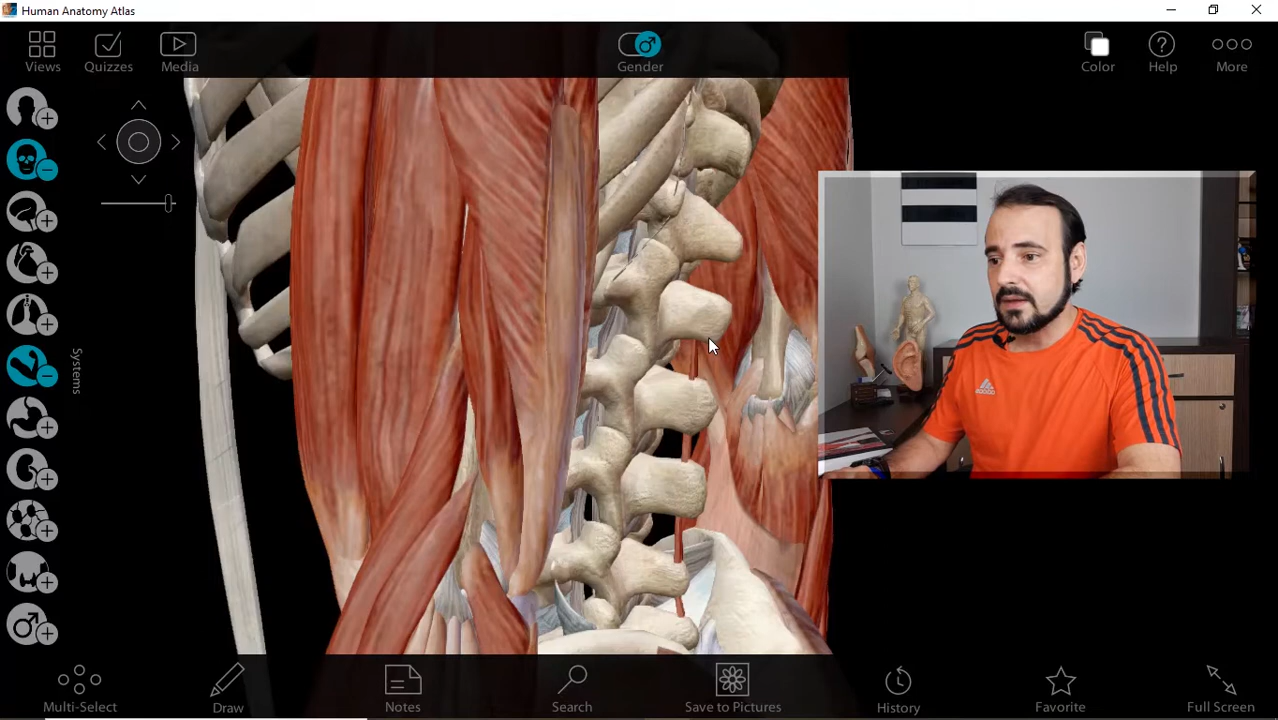 Human Anatomy Atlas
Views
Quizzes
Media
Gender
Color
Help
More
Systems
Multi-Select
Draw
Notes
Search
Save to Pictures
History
Favorite
Full Screen